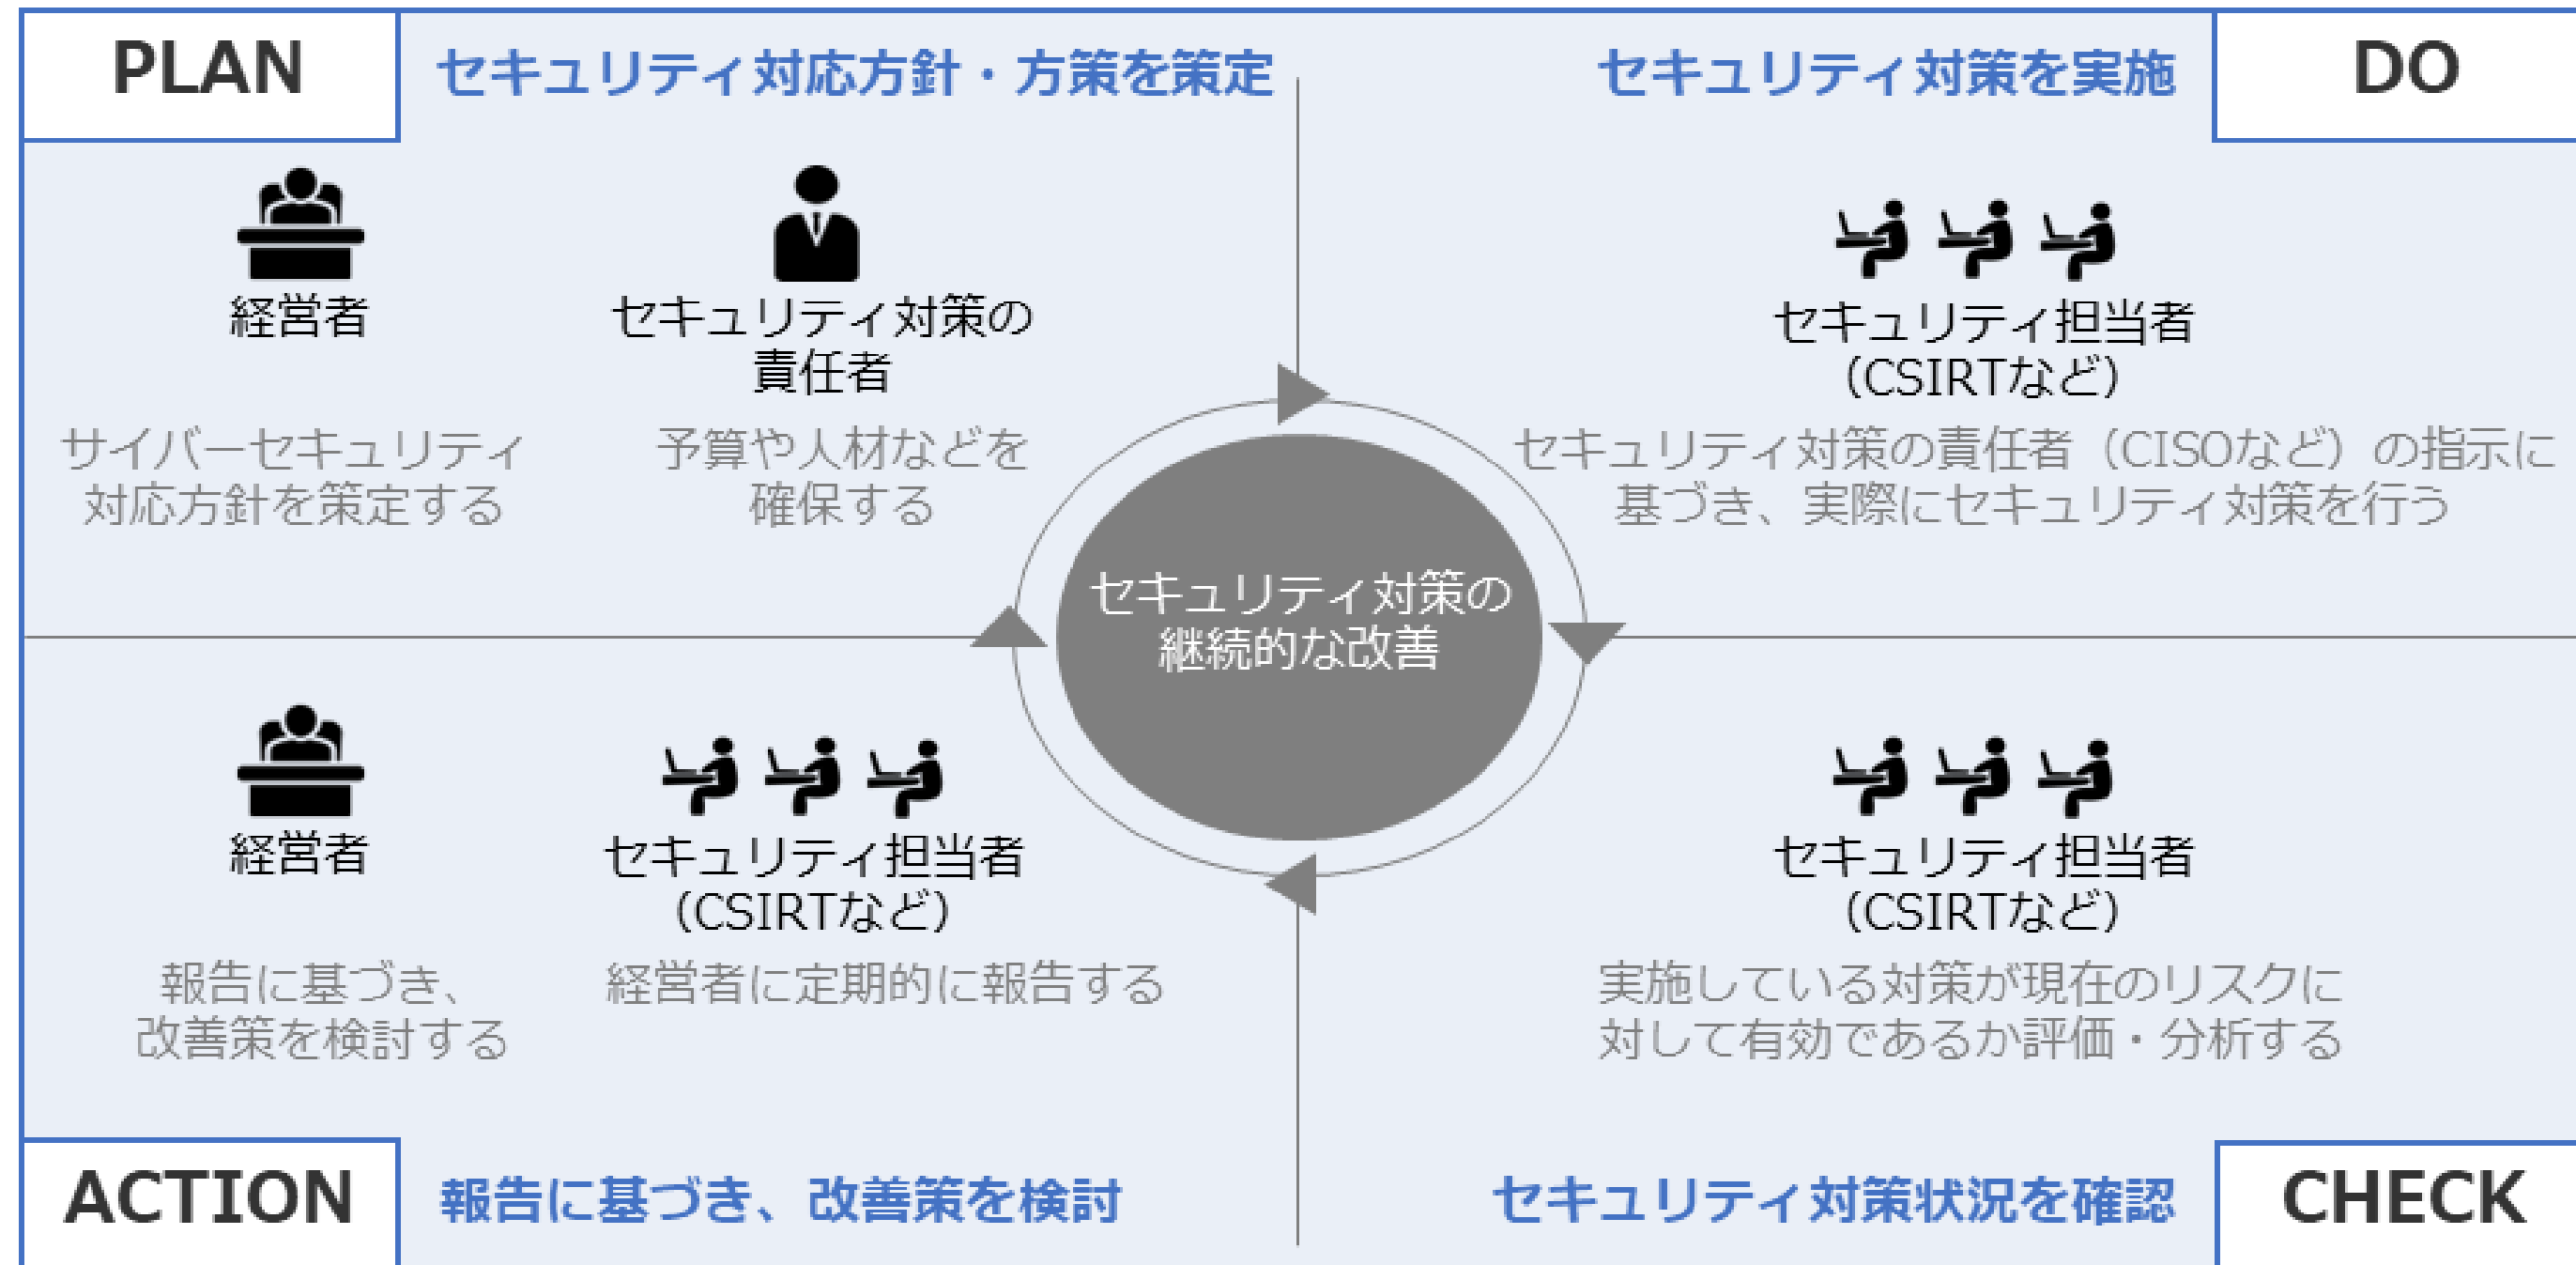 PLAN
セキュリティ対応方針・方策を策定
経営者
サイバーセキュリティ
対応方針を策定する
セキュリティ対策の
責任者
予算や人材などを
確保する
セキュリティ対策を実施
DO
セキュリティ担当者
（CSIRTなど）
セキュリティ対策の責任者（CISOなど）の指示に
基づき、実際にセキュリティ対策を行う
セキュリティ対策の
継続的な改善
経営者
報告に基づき、
改善策を検討する
セキュリティ担当者
（CSIRTなど）
経営者に定期的に報告する
ACTION
報告に基づき、改善策を検討
セキュリティ担当者
（CSIRTなど）
実施している対策が現在のリスクに
対して有効であるか評価・分析する
セキュリティ対策状況を確認
CHECK